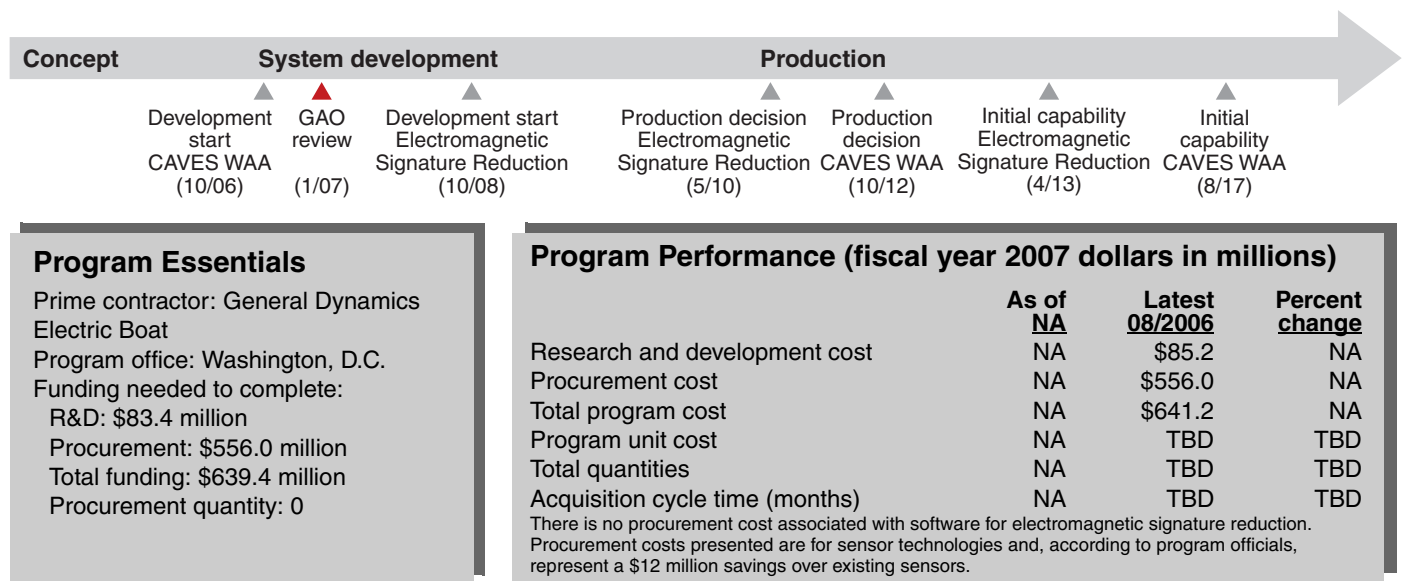 Concept System development Production
Development start CAVES WAA (10/06)
GAO review (1/07)
Development start Electromagnetic Signature Reduction (10/08)
Production decision Electromagnetic Signature Reduction (5/10)
Production decision CAVES WAA (10/12)
Initial capability Electromagnetic Signature Reduction (4/13)
Initial capability CAVES WAA (8/17)
Program Essentials
Prime contractor: General Dynamics
Electric Boat
Program office: Washington, D.C.
Funding needed to complete:
R&D: $83.4 million
Procurement: $556.0 million
Total funding: $639.4 million
Procurement quantity: 0
Program Performance (fiscal year 2007 dollars in millions)
As of Latest Percent
NA 08/2006 change
Research and development cost NA $85.2 NA
Procurement cost NA $556.0 NA
Total program cost NA $641.2 NA
Program unit cost NA TBD TBD
Total quantities NA TBD TBD
Acquisition cycle time (months) NA TBD TBD
There is no procurement cost associated with software for electromagnetic signature reduction.
Procurement costs presented are for sensor technologies and, according to program officials,
represent a $12 million savings over existing sensors.